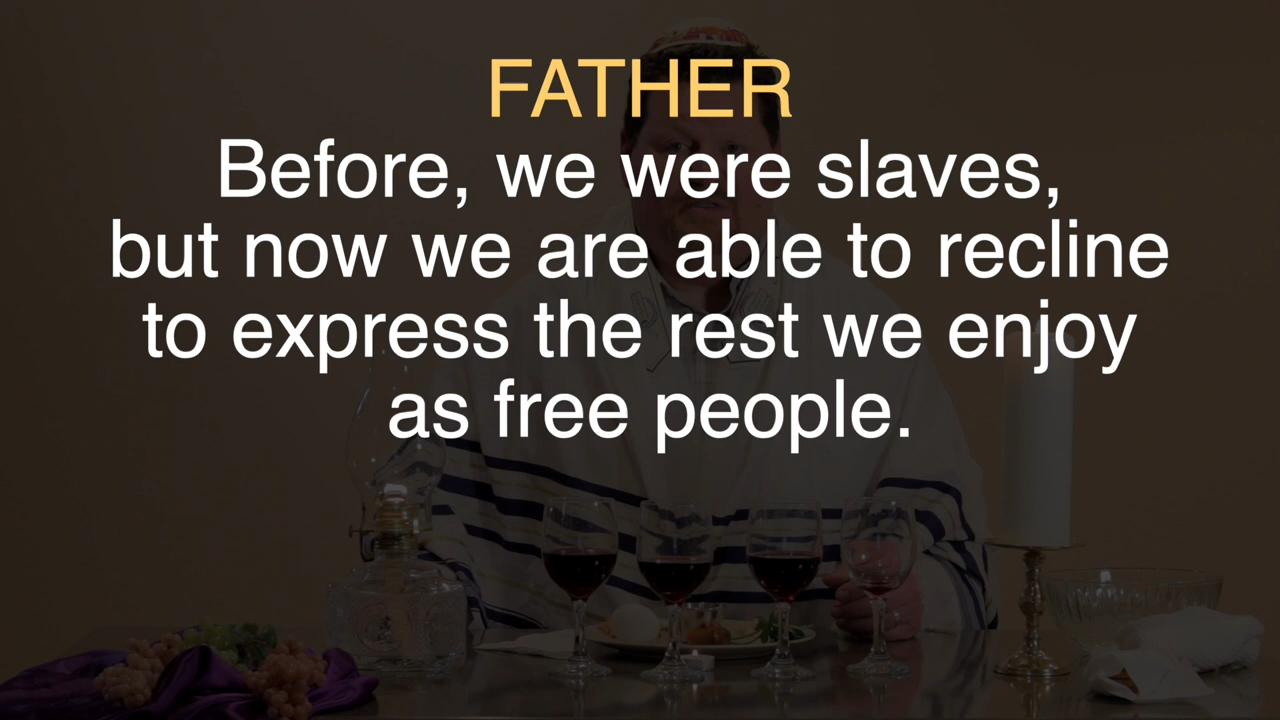 FATHER
Before, we were slaves,
but now we are able to recline
to express the rest we enjoy
as free people.